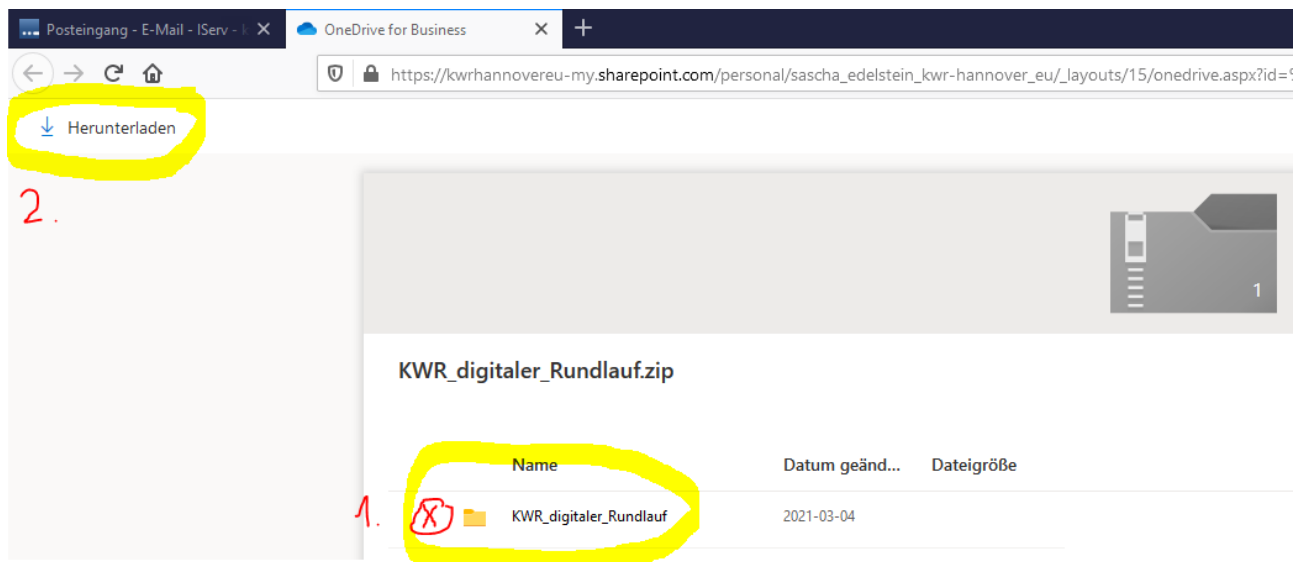 Posteingang - E-Mail - IServ - k
OneDrive for Business
https://kwrhannovereu-my.sharepoint.com/personal/sascha_edelstein_kwr-hannover_eu/_layouts/15/onedrive.aspx?id=%
Herunterladen
2.
1
KWR_digitaler_Rundlauf.zip
Name Datum geänd... Dateigröße
1. X KWR_digitaler_Rundlauf 2021-03-04